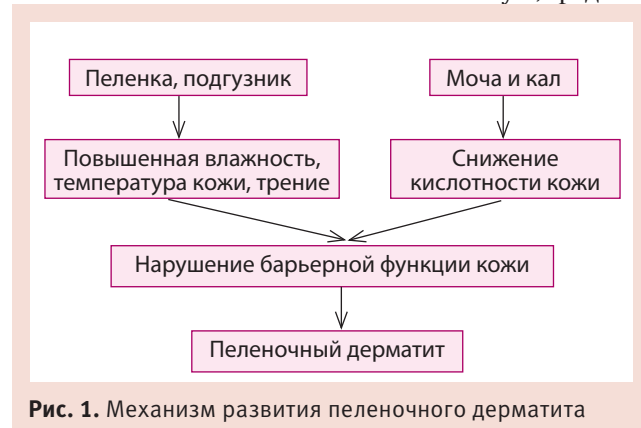 Пеленка, подгузник
Моча и кал
Повышенная влажность,
температура кожи, трение
Снижение
кислотности кожи
Нарушение барьерной функции кожи
Пеленочный дерматит
Рис. 1. Механизм развития пеленочного дерматита